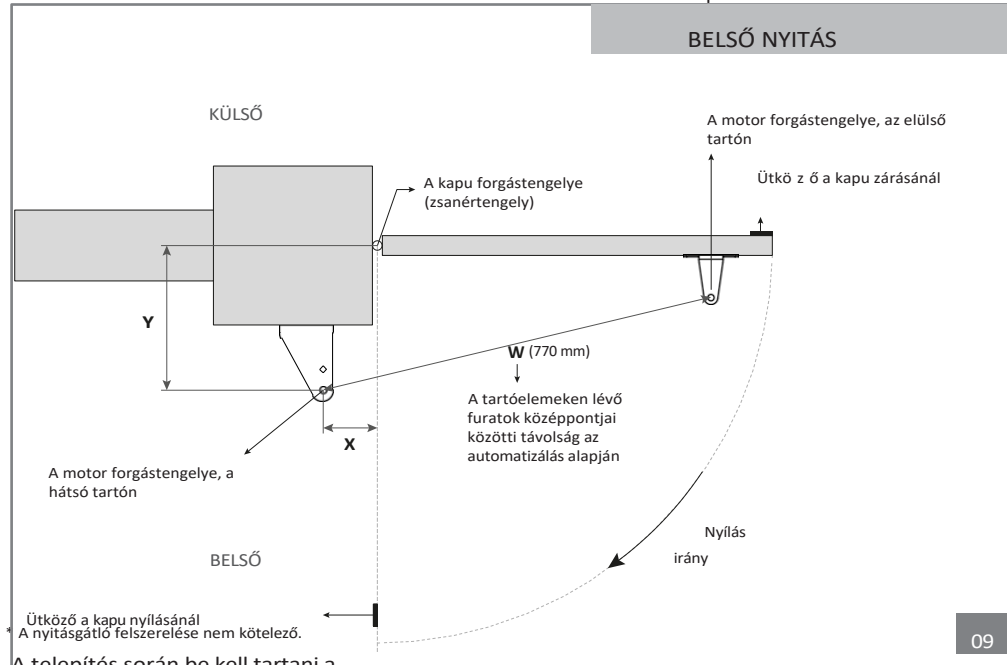 BELSŐ NYITÁS
KÜLSŐ
A motor forgástengelye, az elülső
tartón
A kapu forgástengelye
(zsanértengely)
Ütkö z ő a kapu zárásánál
Y
W (770 mm)
A tartóelemeken lévő
furatok középpontjai
közötti távolság az
automatizálás alapján
X
A motor forgástengelye, a
hátsó tartón
Nyílás
irány
BELSŐ
Ütköző a kapu nyílásánál
* A nyitásgátló felszerelése nem kötelező.
09
A telepítés során be kell tartani a